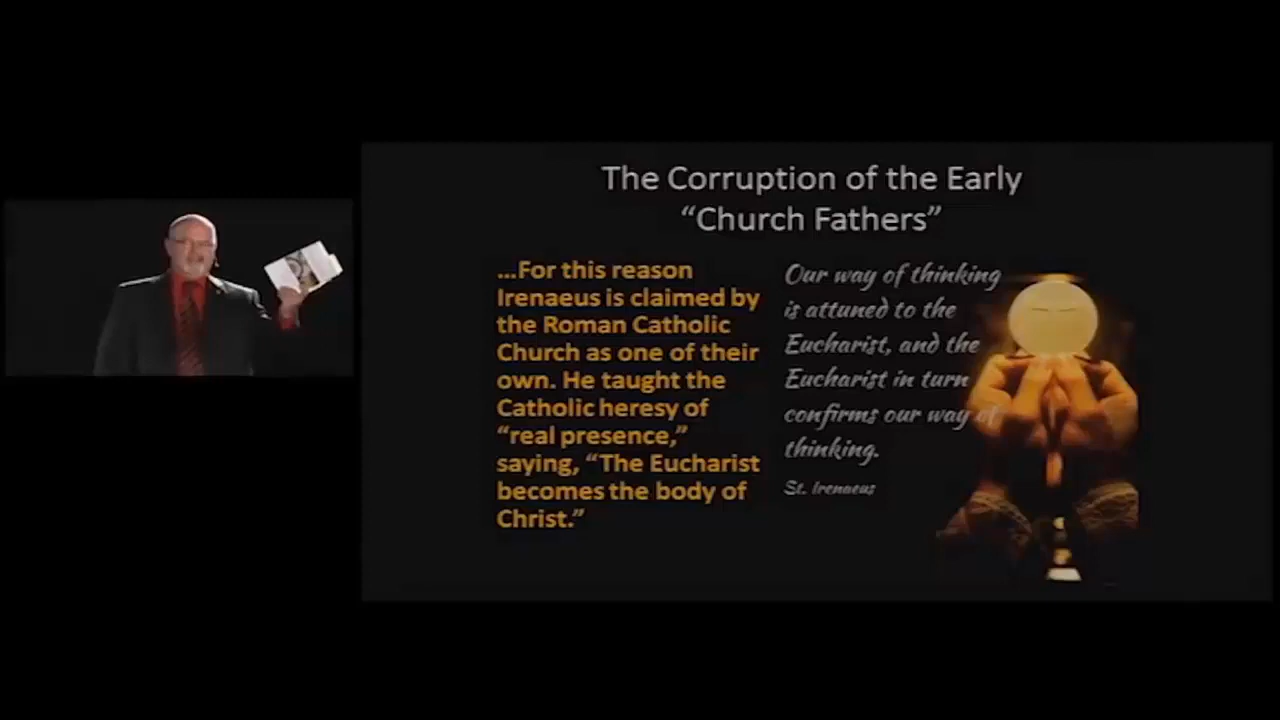 The Corruption of the Early
“Church Fathers”
...For this reason
Irenaeus is claimed by
the Roman Catholic
Church as one of their
own. He taught the
Catholic heresy of
“real presence,”
saying, “The Eucharist
becomes the body of
Christ.”
Our way of thinking
is attuned to the
Eucharist, and the
Eucharist in turn
confirms our way of
thinking.
St. Irenaeus